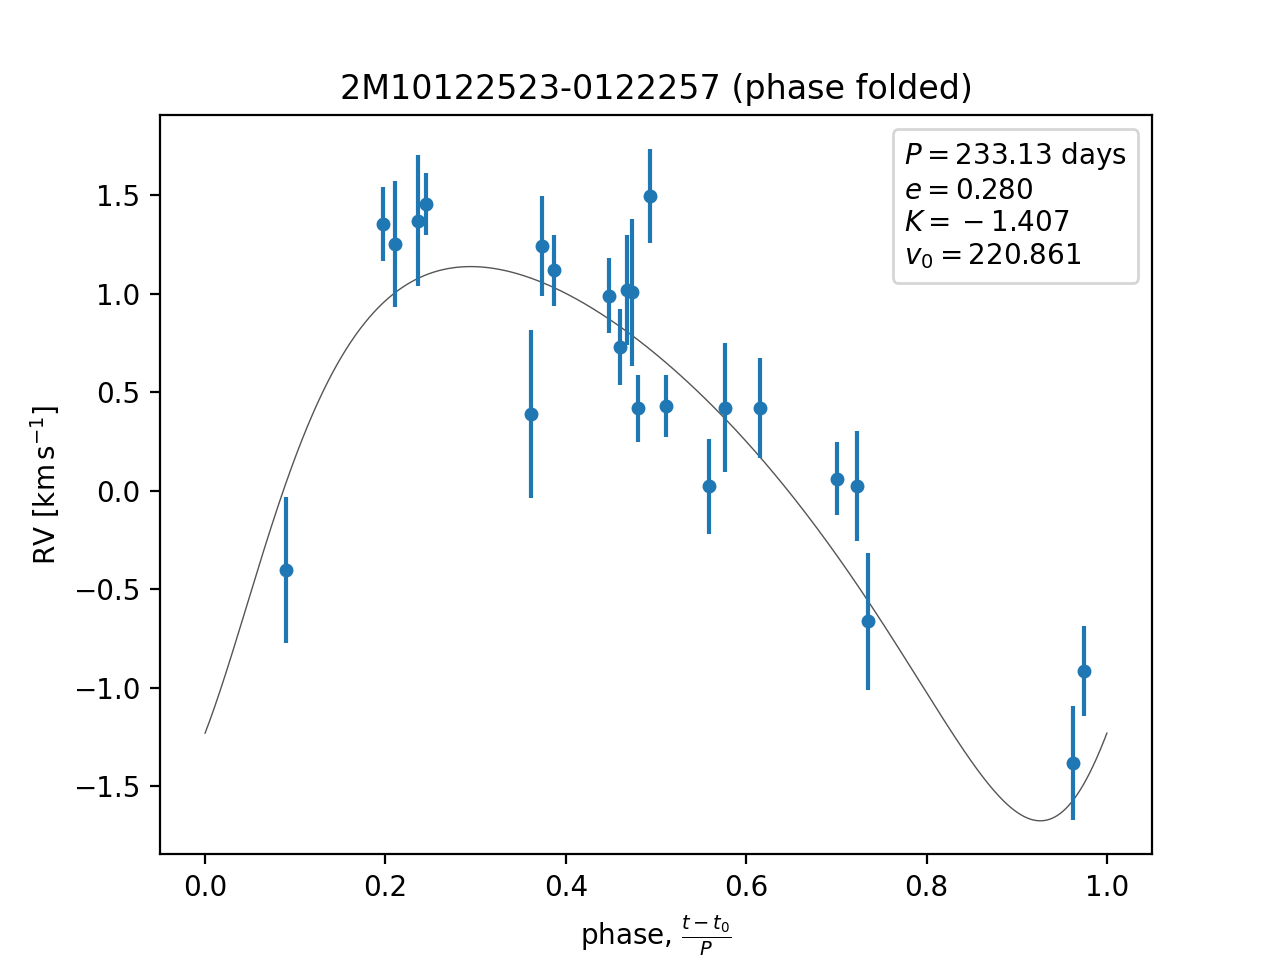 2M10122523-0122257 (phase folded)
P = 233.13 days
e = 0.280
K = −1.407
v₀ = 220.861
RV [km s⁻¹]
1.5
1.0
0.5
0.0
−0.5
−1.0
−1.5
0.0 0.2 0.4 0.6 0.8 1.0
phase, (t − t₀)/P